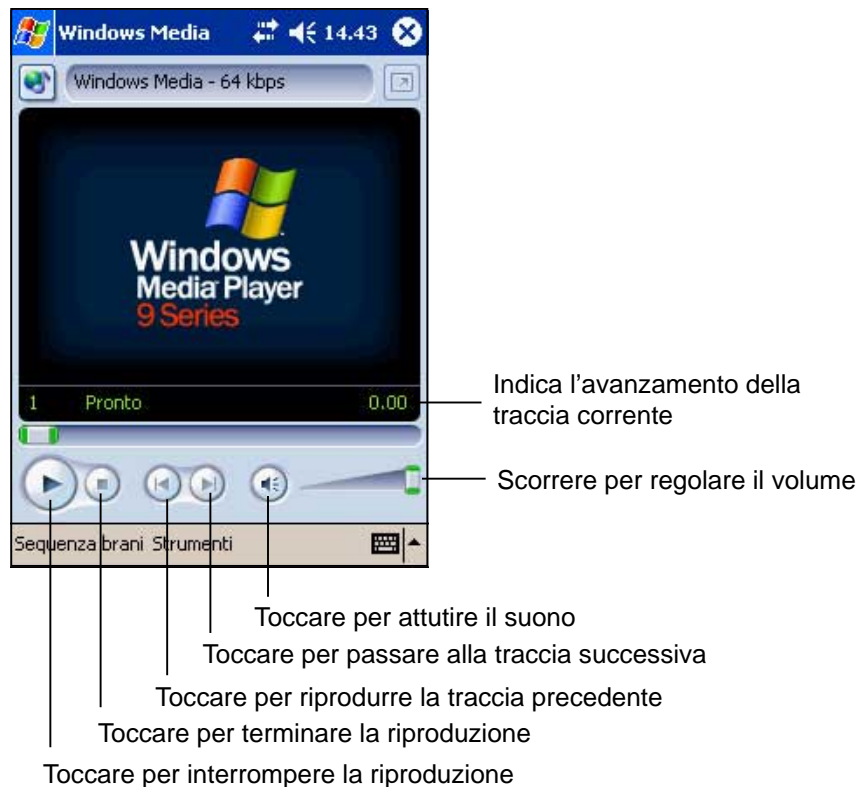 Windows Media 14.43
Windows Media - 64 kbps
Windows
Media Player
9 Series
1 Pronto 0.00
Indica l'avanzamento della
traccia corrente
Scorrere per regolare il volume
Sequenza brani Strumenti
Toccare per attutire il suono
Toccare per passare alla traccia successiva
Toccare per riprodurre la traccia precedente
Toccare per terminare la riproduzione
Toccare per interrompere la riproduzione